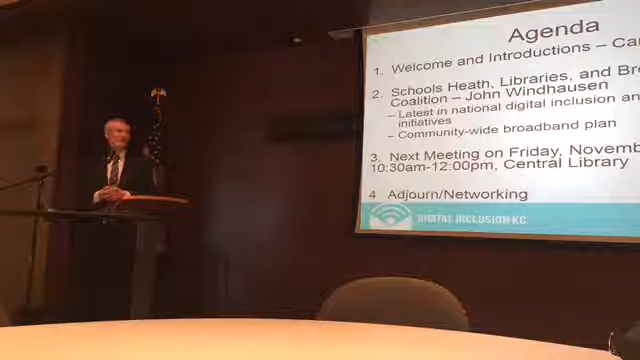 Agenda
1. Welcome and Introductions – Ca
2. Schools Heath, Libraries, and Br
Coalition – John Windhausen
– Latest in national digital inclusion an
initiatives
– Community-wide broadband plan
3. Next Meeting on Friday, Novemb
10:30am-12:00pm, Central Library
4 Adjourn/Networking
DIGITAL INCLUSION KC